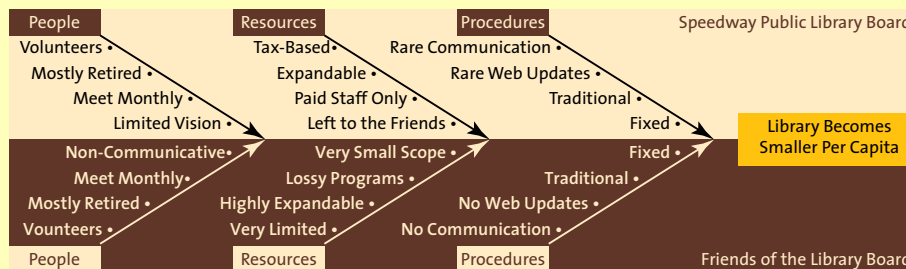 People
Resources
Procedures
Speedway Public Library Board
Volunteers •
Mostly Retired •
Meet Monthly •
Limited Vision •
Tax-Based•
Expandable •
Paid Staff Only •
Left to the Friends •
Rare Communication •
Rare Web Updates •
Traditional •
Fixed •
Library Becomes
Smaller Per Capita
Non-Communicative•
Meet Monthly•
Mostly Retired •
Vounteers •
Very Small Scope •
Lossy Programs •
Highly Expandable •
Very Limited •
Fixed •
Traditional •
No Web Updates •
No Communication •
People
Resources
Procedures
Friends of the Library Board